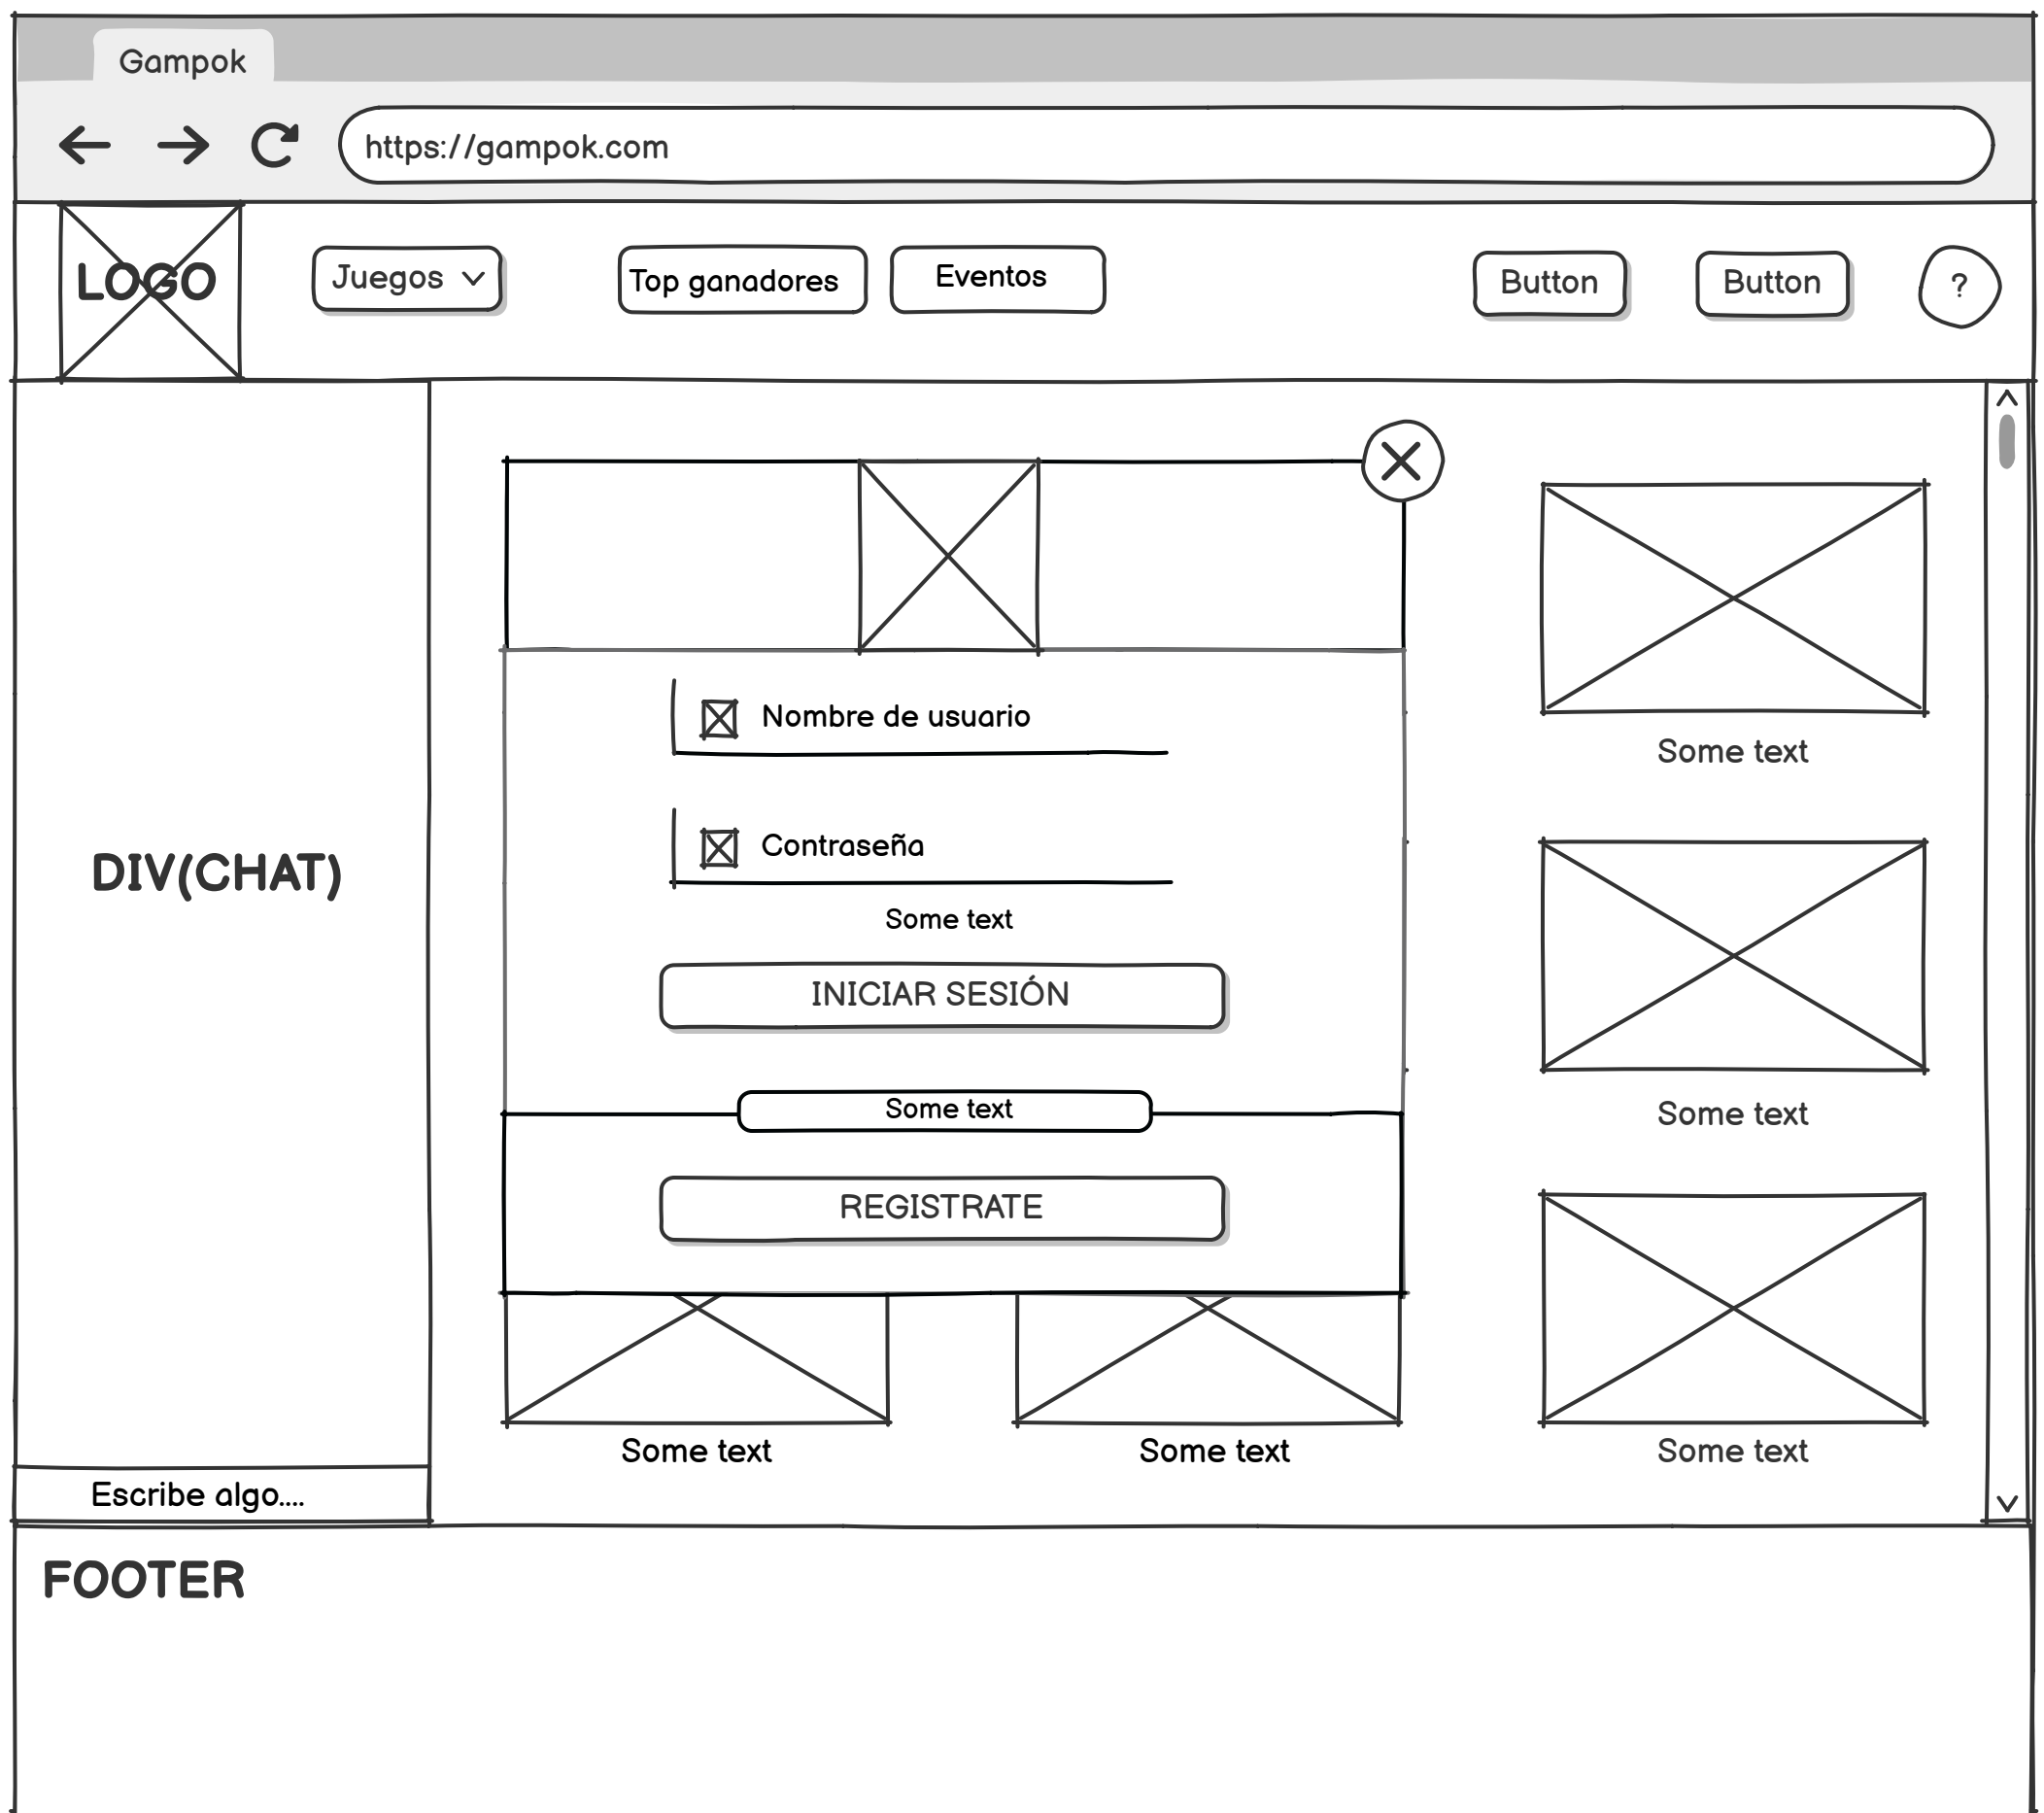 Gampok
https://gampok.com
LOGO
Juegos
Top ganadores
Eventos
Button
Button
?
DIV(CHAT)
Escribe algo....
Nombre de usuario
Contraseña
Some text
INICIAR SESIÓN
Some text
REGISTRATE
Some text
Some text
Some text
Some text
Some text
FOOTER